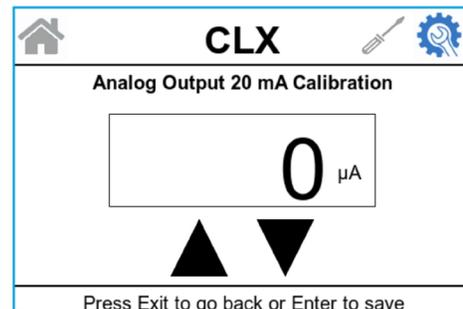 CLX
Analog Output 20 mA Calibration
0 µA
Press Exit to go back or Enter to save